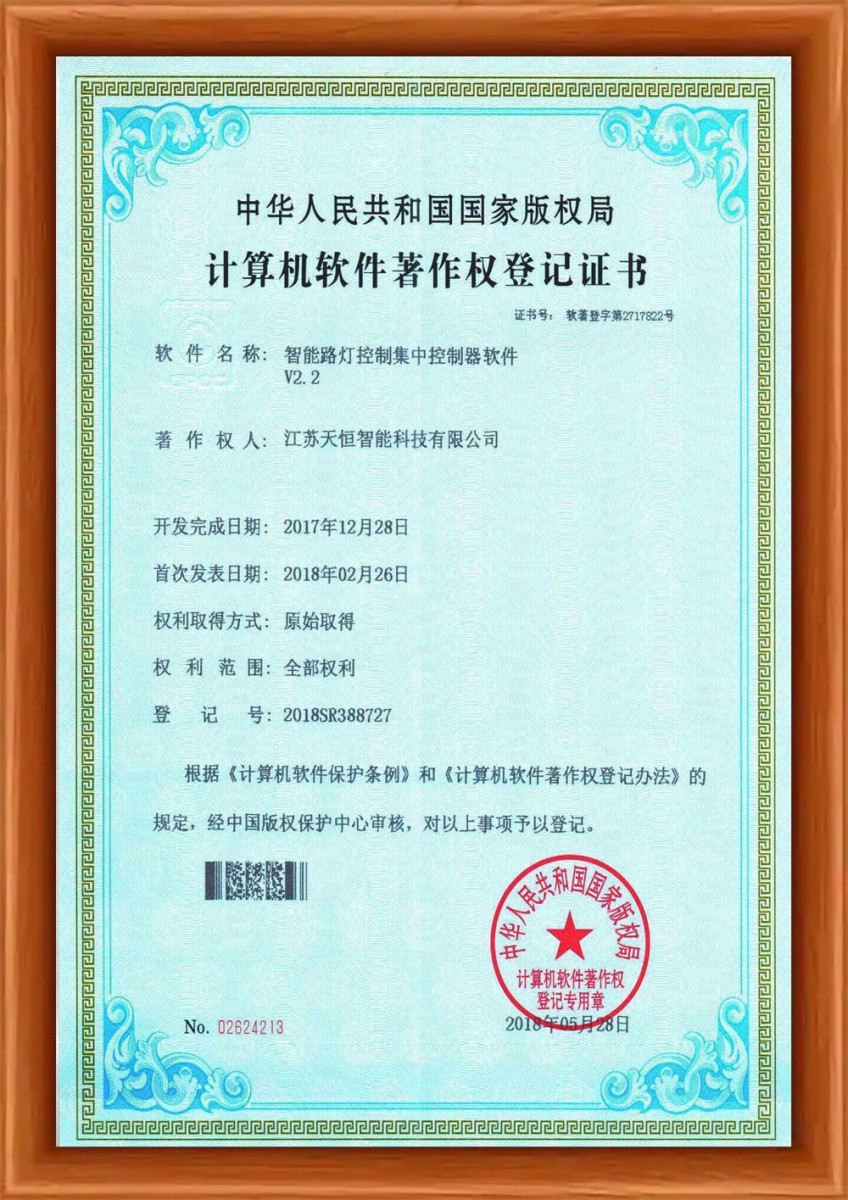 中华人民共和国国家版权局
计算机软件著作权登记证书
证书号： 软著登字第2717822号
软 件 名 称： 智能路灯控制集中控制器软件
V2.2
著 作 权 人： 江苏天恒智能科技有限公司
开发完成日期： 2017年12月28日
首次发表日期： 2018年02月26日
权利取得方式： 原始取得
权 利 范 围： 全部权利
登 记 号： 2018SR388727
根据《计算机软件保护条例》和《计算机软件著作权登记办法》的
规定，经中国版权保护中心审核，对以上事项予以登记。
中华人民共和国国家版权局
计算机软件著作权
登记专用章
No. 02624213
2018年05月28日